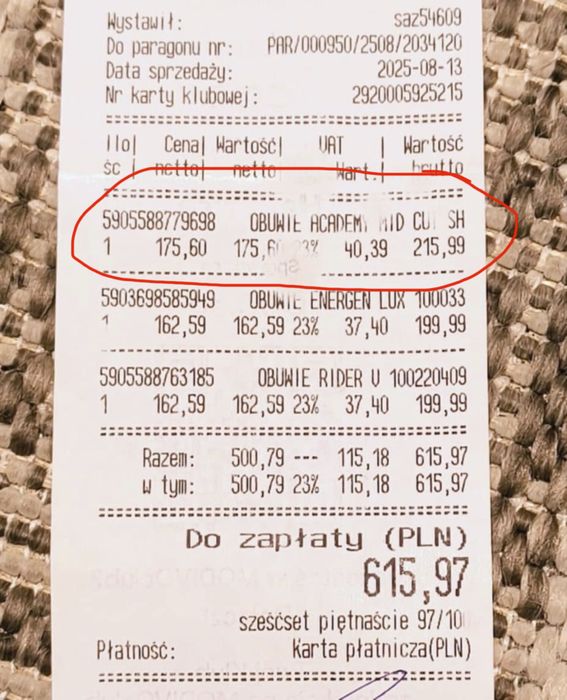 Wystawił: saz54609
Do paragonu nr: PAR/000950/2508/2034120
Data sprzedaży: 2025-08-13
Nr karty klubowej: 2920005925215
Ilo| Cena| Wartość| VAT | Wartość
ść | netto| netto| Wart.| brutto
5905588779698 OBUWIE ACADEMY MID CUT SH
1 175,60 175,60 23% 40,39 215,99
5903698585949 OBUWIE ENERGEN LUX 100033
1 162,59 162,59 23% 37,40 199,99
5905588763185 OBUWIE RIDER V 100220409
1 162,59 162,59 23% 37,40 199,99
Razem: 500,79 --- 115,18 615,97
w tym: 500,79 23% 115,18 615,97
Do zapłaty (PLN)
615,97
sześćset piętnaście 97/100
Płatność: Karta płatnicza(PLN)